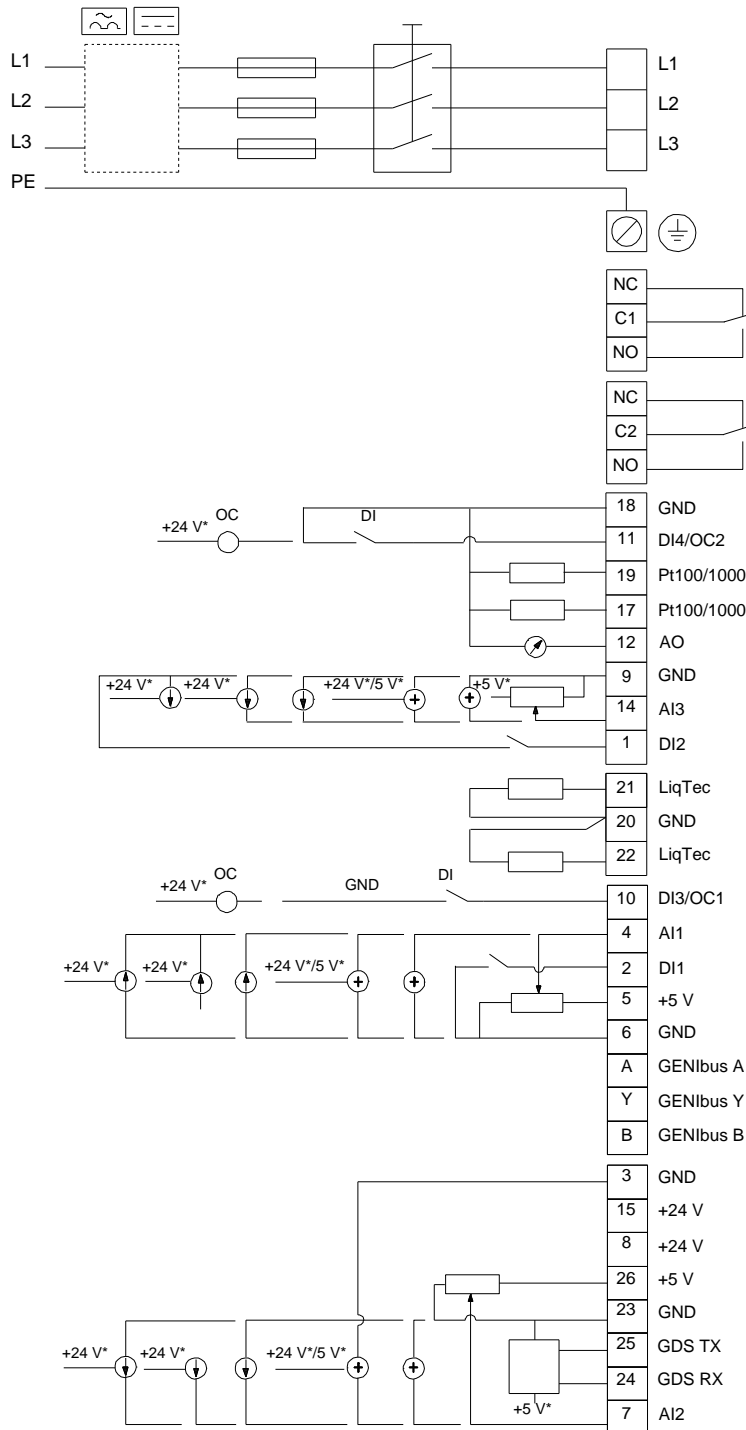 L1 L1
L2 L2
L3 L3
PE
NC
C1
NO
NC
C2
NO
18 GND
+24 V* OC DI 11 DI4/OC2
19 Pt100/1000
17 Pt100/1000
12 AO
9 GND
+24 V* +24 V* +24 V*/5 V* +5 V*
14 AI3
1 DI2
21 LiqTec
20 GND
22 LiqTec
+24 V* OC GND DI 10 DI3/OC1
4 AI1
+24 V* +24 V* +24 V*/5 V* 2 DI1
5 +5 V
6 GND
A GENIbus A
Y GENIbus Y
B GENIbus B
3 GND
15 +24 V
8 +24 V
26 +5 V
23 GND
25 GDS TX
+24 V* +24 V* +24 V*/5 V*
24 GDS RX
+5 V*
7 AI2